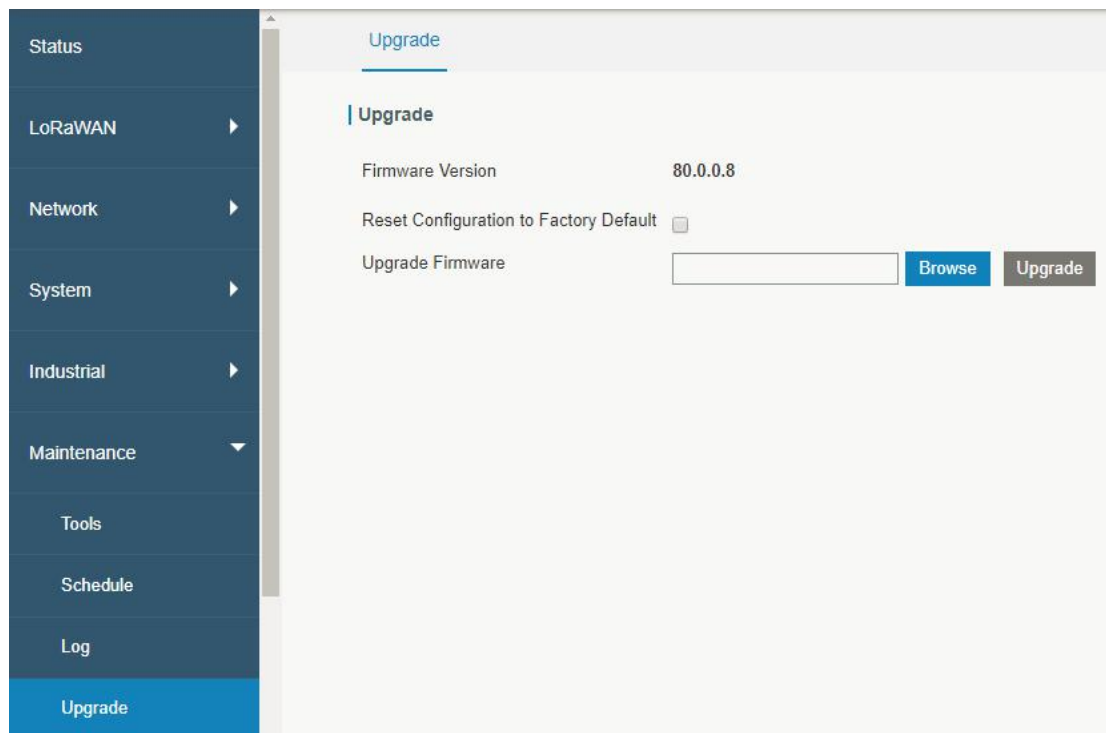 Status
LoRaWAN
Network
System
Industrial
Maintenance
Tools
Schedule
Log
Upgrade
Upgrade
Upgrade
Firmware Version 80.0.0.8
Reset Configuration to Factory Default
Upgrade Firmware Browse Upgrade